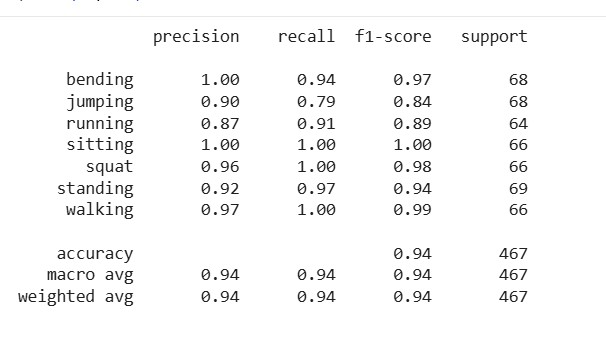 precision recall f1-score support
bending 1.00 0.94 0.97 68
jumping 0.90 0.79 0.84 68
running 0.87 0.91 0.89 64
sitting 1.00 1.00 1.00 66
squat 0.96 1.00 0.98 66
standing 0.92 0.97 0.94 69
walking 0.97 1.00 0.99 66
accuracy 0.94 467
macro avg 0.94 0.94 0.94 467
weighted avg 0.94 0.94 0.94 467